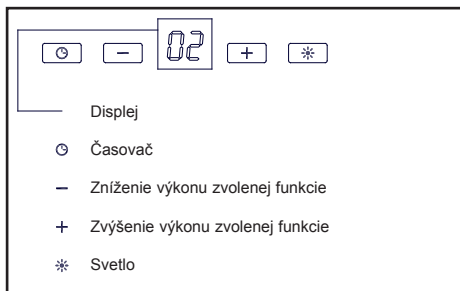 02
Displej
Časovač
Zníženie výkonu zvolenej funkcie
Zvýšenie výkonu zvolenej funkcie
Svetlo